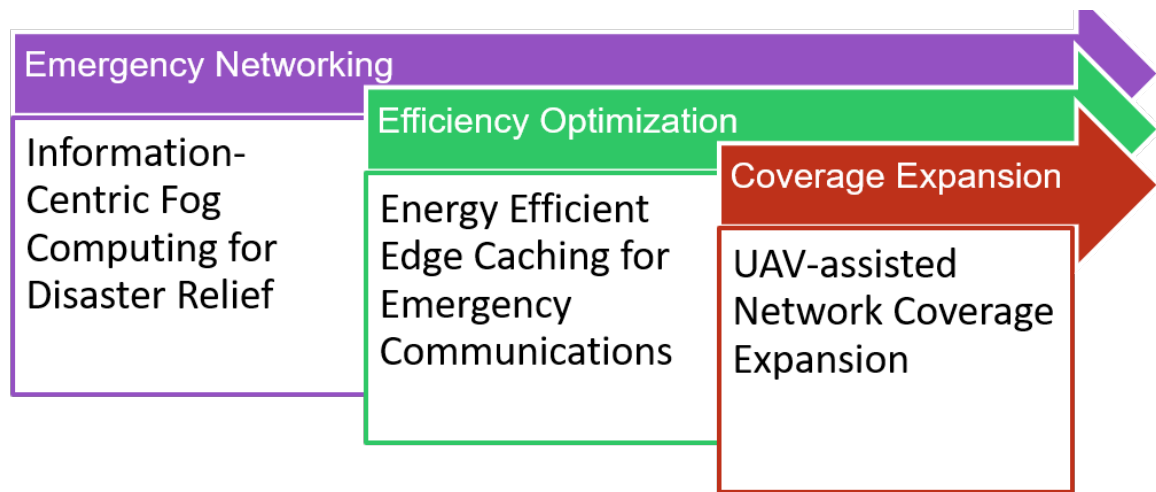 Emergency Networking
Information-
Centric Fog
Computing for
Disaster Relief
Efficiency Optimization
Energy Efficient
Edge Caching for
Emergency
Communications
Coverage Expansion
UAV-assisted
Network Coverage
Expansion